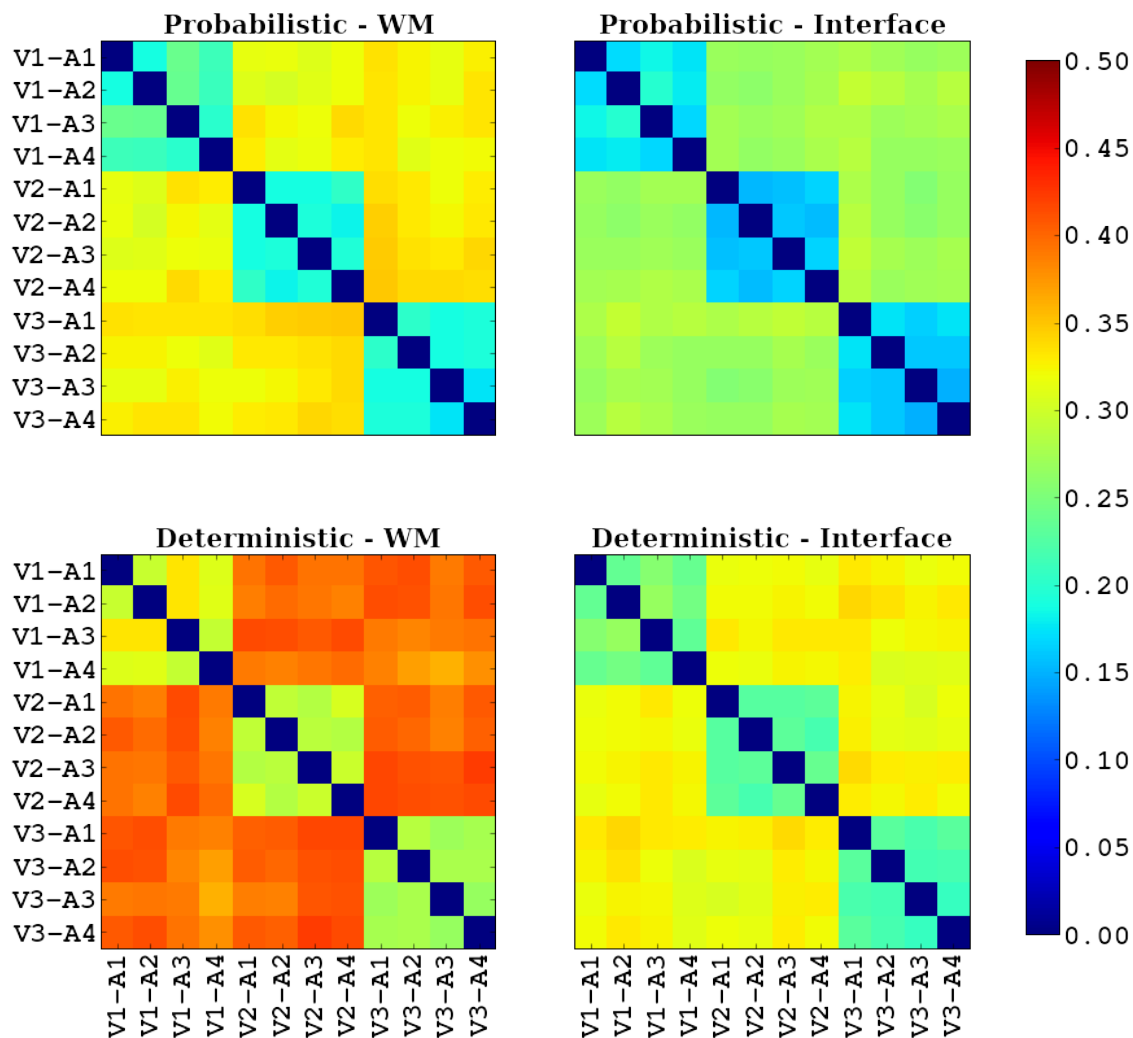 Probabilistic - WM
Probabilistic - Interface
V1-A1
V1-A2
V1-A3
V1-A4
V2-A1
V2-A2
V2-A3
V2-A4
V3-A1
V3-A2
V3-A3
V3-A4
0.50
0.45
0.40
0.35
0.30
0.25
0.20
0.15
0.10
0.05
0.00
Deterministic - WM
Deterministic - Interface
V1-A1
V1-A2
V1-A3
V1-A4
V2-A1
V2-A2
V2-A3
V2-A4
V3-A1
V3-A2
V3-A3
V3-A4
V1-A1
V1-A2
V1-A3
V1-A4
V2-A1
V2-A2
V2-A3
V2-A4
V3-A1
V3-A2
V3-A3
V3-A4
V1-A1
V1-A2
V1-A3
V1-A4
V2-A1
V2-A2
V2-A3
V2-A4
V3-A1
V3-A2
V3-A3
V3-A4